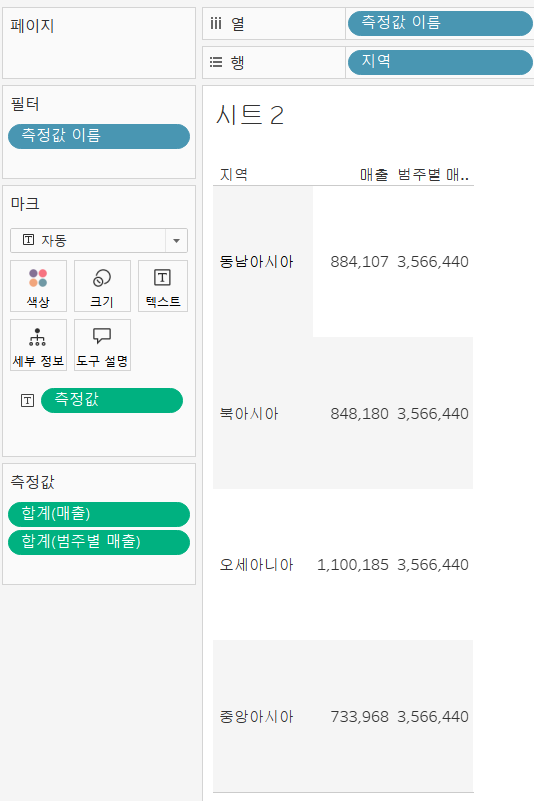 페이지
필터
측정값 이름
마크
자동
색상 크기 텍스트
세부 정보 도구 설명
측정값
측정값
합계(매출)
합계(범주별 매출)
열 측정값 이름
행 지역
시트 2
지역 매출 범주별 매..
동남아시아 884,107 3,566,440
북아시아 848,180 3,566,440
오세아니아 1,100,185 3,566,440
중앙아시아 733,968 3,566,440